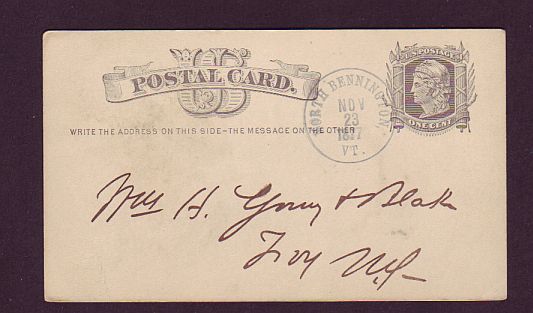 U.S. POSTAGE
US
POSTAL CARD.
NORTH BENNINGTON,
NOV
23
1877
VT.
ONE CENT
WRITE THE ADDRESS ON THIS SIDE-THE MESSAGE ON THE OTHER
Wm H. Young & Blake
Troy N.Y.